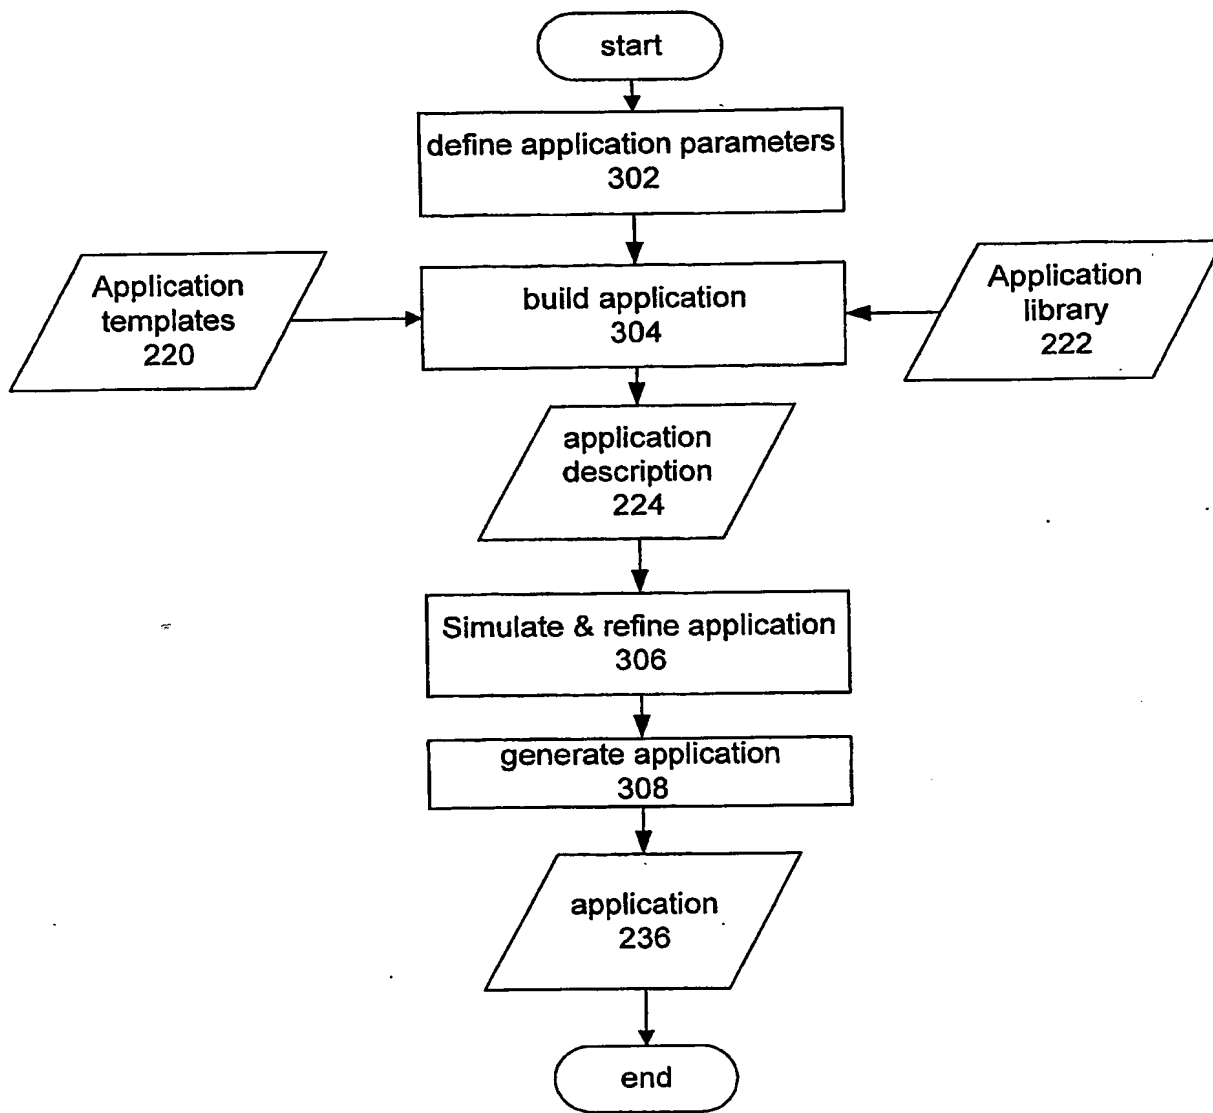 start
define application parameters
302
Application
templates
220
build application
304
Application
library
222
application
description
224
Simulate & refine application
306
generate application
308
application
236
end